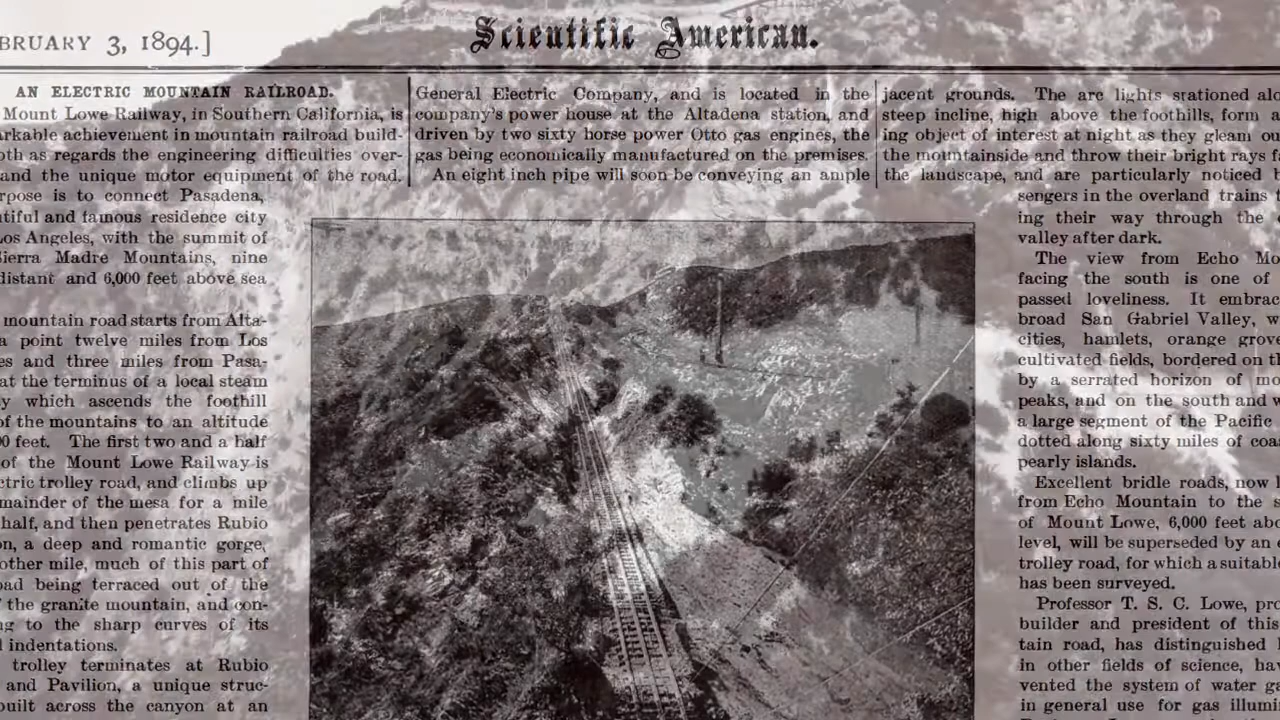 BRUARY 3, 1894.]
Scientific American.
AN ELECTRIC MOUNTAIN RAILROAD.
Mount Lowe Railway, in Southern California, is
rkable achievement in mountain railroad build-
oth as regards the engineering difficulties over-
and the unique motor equipment of the road.
rpose is to connect Pasadena,
tiful and famous residence city
Los Angeles, with the summit of
Sierra Madre Mountains, nine
distant and 6,000 feet above sea
mountain road starts from Alta-
a point twelve miles from Los
es and three miles from Pasa-
at the terminus of a local steam
y which ascends the foothill
of the mountains to an altitude
00 feet. The first two and a half
of the Mount Lowe Railway is
ctric trolley road, and climbs up
mainder of the mesa for a mile
half, and then penetrates Rubio
on, a deep and romantic gorge,
other mile, much of this part of
oad being terraced out of the
the granite mountain, and con-
ng to the sharp curves of its
indentations.
trolley terminates at Rubio
and Pavilion, a unique struc-
built across the canyon at an
General Electric Company, and is located in the
company's power house at the Altadena station, and
driven by two sixty horse power Otto gas engines, the
gas being economically manufactured on the premises.
An eight inch pipe will soon be conveying an ample
jacent grounds. The arc lights stationed alo
steep incline, high above the foothills, form a
ing object of interest at night as they gleam ou
the mountainside and throw their bright rays f
the landscape, and are particularly noticed b
sengers in the overland trains
ing their way through the
valley after dark.
The view from Echo Mo
facing the south is one of
passed loveliness. It embrac
broad San Gabriel Valley, w
cities, hamlets, orange grove
cultivated fields, bordered on th
by a serrated horizon of mo
peaks, and on the south and w
a large segment of the Pacific
dotted along sixty miles of coa
pearly islands.
Excellent bridle roads, now l
from Echo Mountain to the s
of Mount Lowe, 6,000 feet abo
level, will be superseded by an e
trolley road, for which a suitable
has been surveyed.
Professor T. S. C. Lowe, pro
builder and president of this
tain road, has distinguished
in other fields of science, hav
vented the system of water ga
in general use for gas illumi